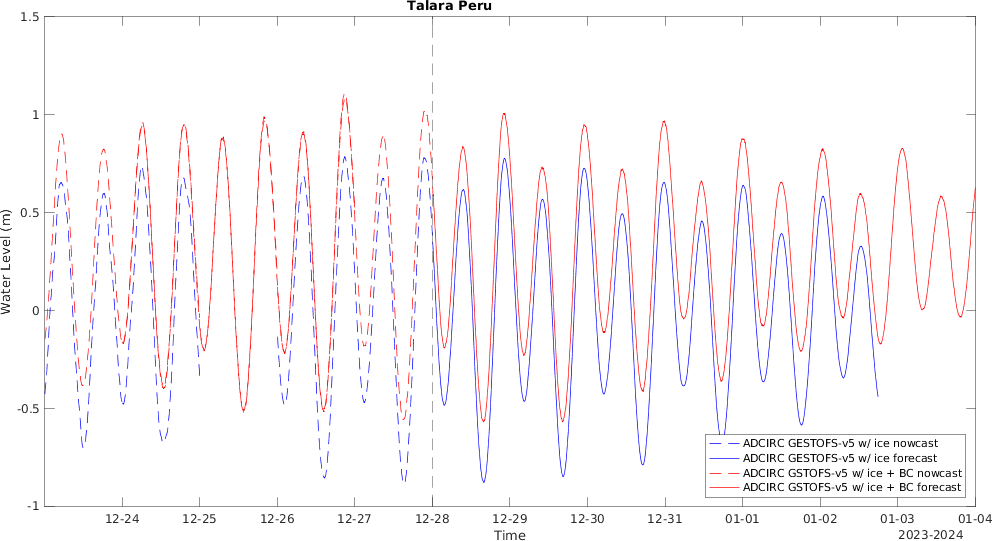 Talara Peru
1.5
1
0.5
0
-0.5
-1
Water Level (m)
ADCIRC GESTOFS-v5 w/ ice nowcast
ADCIRC GESTOFS-v5 w/ ice forecast
ADCIRC GSTOFS-v5 w/ ice + BC nowcast
ADCIRC GSTOFS-v5 w/ ice + BC forecast
12-24 12-25 12-26 12-27 12-28 12-29 12-30 12-31 01-01 01-02 01-03 01-04
Time
2023-2024